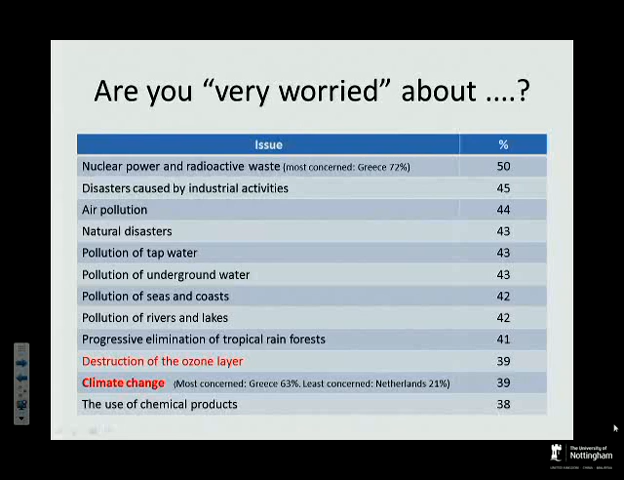 Are you “very worried” about ....?
Issue %
Nuclear power and radioactive waste (most concerned: Greece 72%) 50
Disasters caused by industrial activities 45
Air pollution 44
Natural disasters 43
Pollution of tap water 43
Pollution of underground water 43
Pollution of seas and coasts 42
Pollution of rivers and lakes 42
Progressive elimination of tropical rain forests 41
Destruction of the ozone layer 39
Climate change (Most concerned: Greece 63%. Least concerned: Netherlands 21%) 39
The use of chemical products 38
The University of
Nottingham